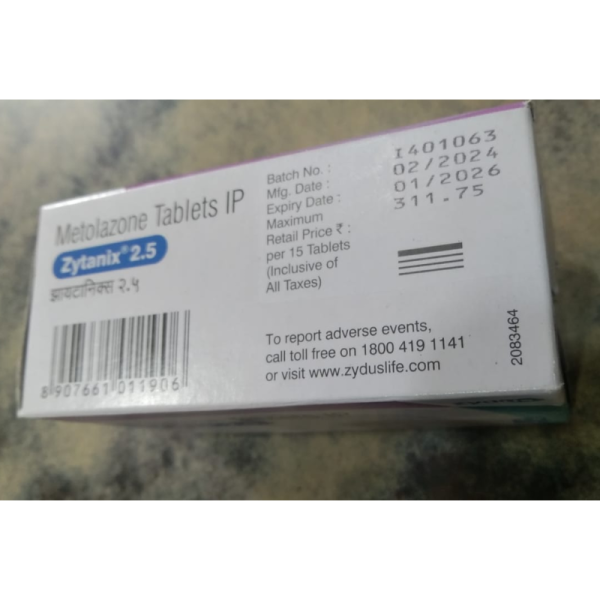 Metolazone Tablets IP
Zytanix® 2.5
झायटानिक्स २.५
8 907661 011906
Batch No. : I401063
Mfg. Date : 02/2024
Expiry Date : 01/2026
Maximum 311.75
Retail Price ₹ :
per 15 Tablets
(Inclusive of
All Taxes)
To report adverse events,
call toll free on 1800 419 1141
or visit www.zyduslife.com
2083464